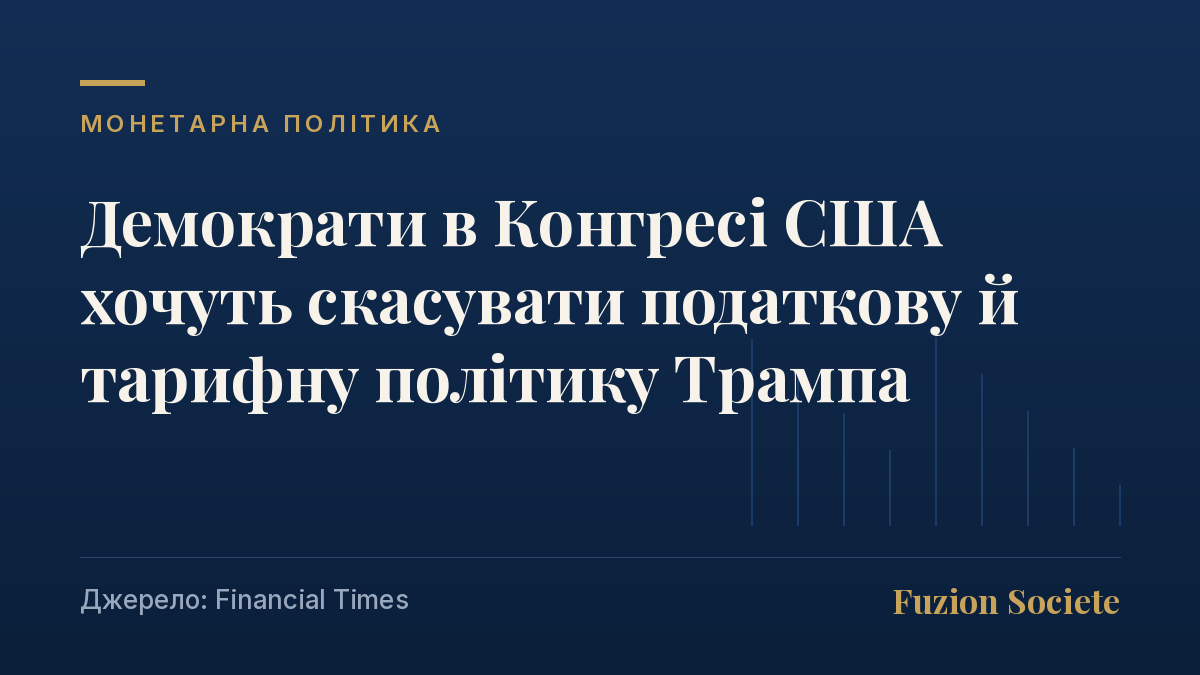 МОНЕТАРНА ПОЛІТИКА
Демократи в Конгресі США
хочуть скасувати податкову й
тарифну політику Трампа
Джерело: Financial Times
Fuzion Societe